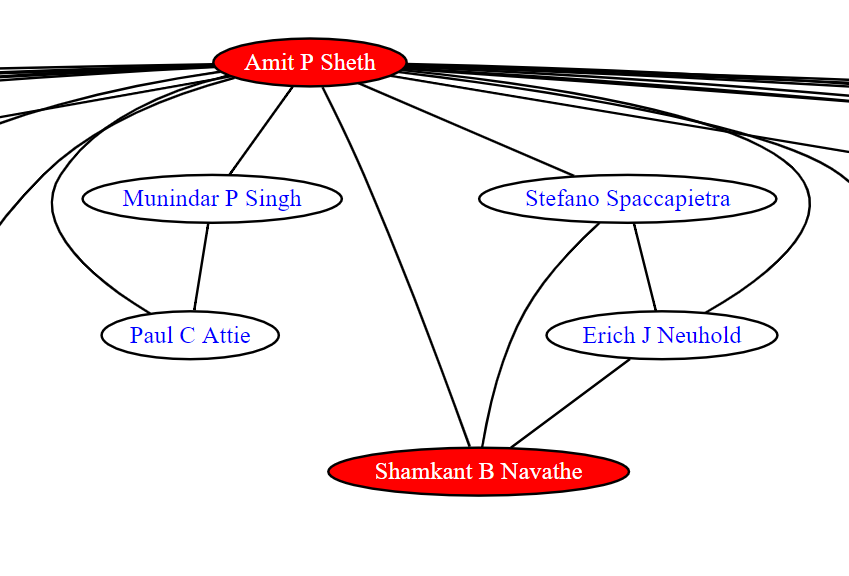 Amit P Sheth
Munindar P Singh
Stefano Spaccapietra
Paul C Attie
Erich J Neuhold
Shamkant B Navathe